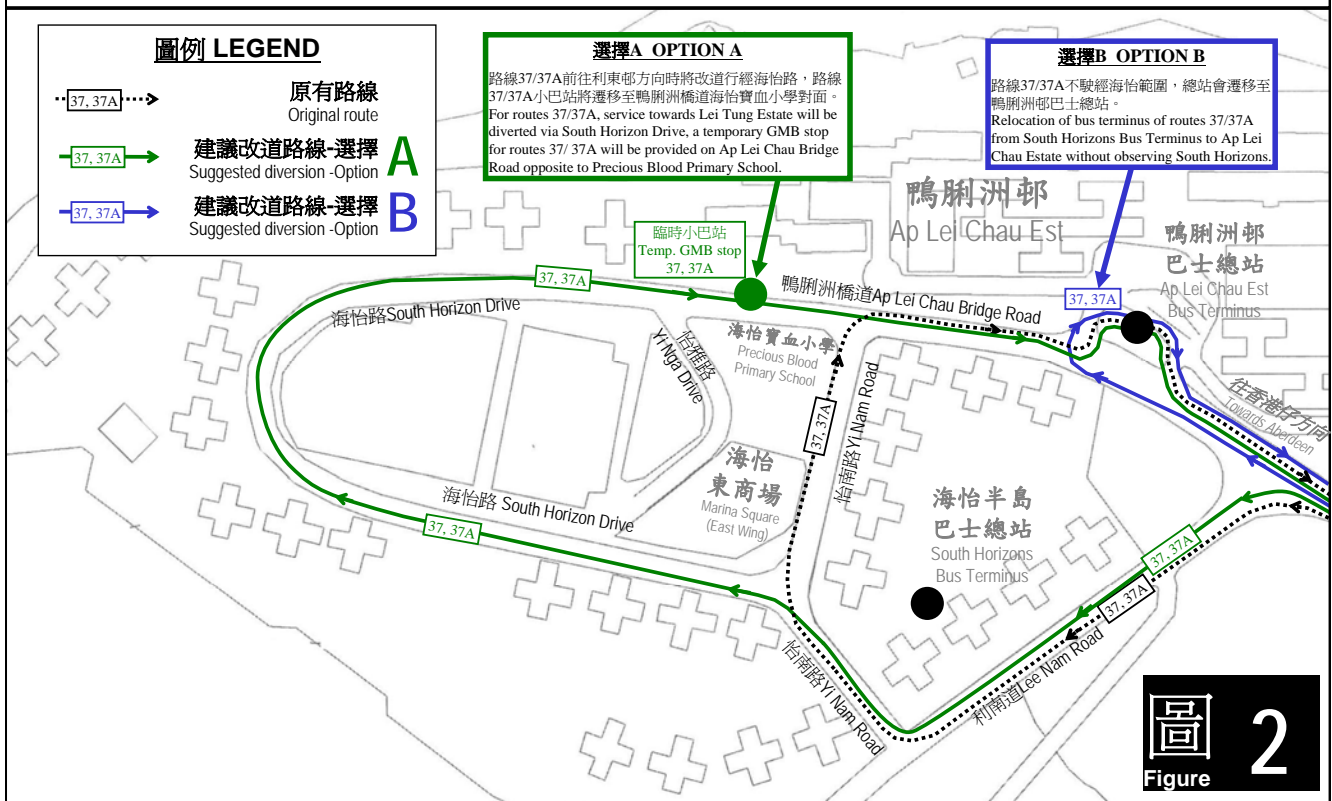 圖例 LEGEND
37, 37A
原有路線
Original route
37, 37A
建議改道路線-選擇 A
Suggested diversion -Option
37, 37A
建議改道路線-選擇 B
Suggested diversion -Option
選擇A OPTION A
路線37/37A前往利東邨方向時將改道行經海怡路，路線
37/37A小巴站將遷移至鴨脷洲橋道海怡寶血小學對面。
For routes 37/37A, service towards Lei Tung Estate will be
diverted via South Horizon Drive, a temporary GMB stop
for routes 37/ 37A will be provided on Ap Lei Chau Bridge
Road opposite to Precious Blood Primary School.
選擇B OPTION B
路線37/37A不駛經海怡範圍，總站會遷移至
鴨脷洲邨巴士總站。
Relocation of bus terminus of routes 37/37A
from South Horizons Bus Terminus to Ap Lei
Chau Estate without observing South Horizons.
鴨脷洲邨
Ap Lei Chau Est
鴨脷洲邨
巴士總站
Ap Lei Chau Est
Bus Terminus
臨時小巴站
Temp. GMB stop
37, 37A
37, 37A
37, 37A
鴨脷洲橋道Ap Lei Chau Bridge Road
海怡路South Horizon Drive
怡雅路
Yi Nga Drive
海怡寶血小學
Precious Blood
Primary School
37, 37A
怡南路Yi Nam Road
往香港仔方向
Towards Aberdeen
海怡
東商場
Marina Square
(East Wing)
海怡路 South Horizon Drive
37, 37A
海怡半島
巴士總站
South Horizons
Bus Terminus
37, 37A
37, 37A
怡南路Yi Nam Road
利南道Lee Nam Road
圖 2
Figure